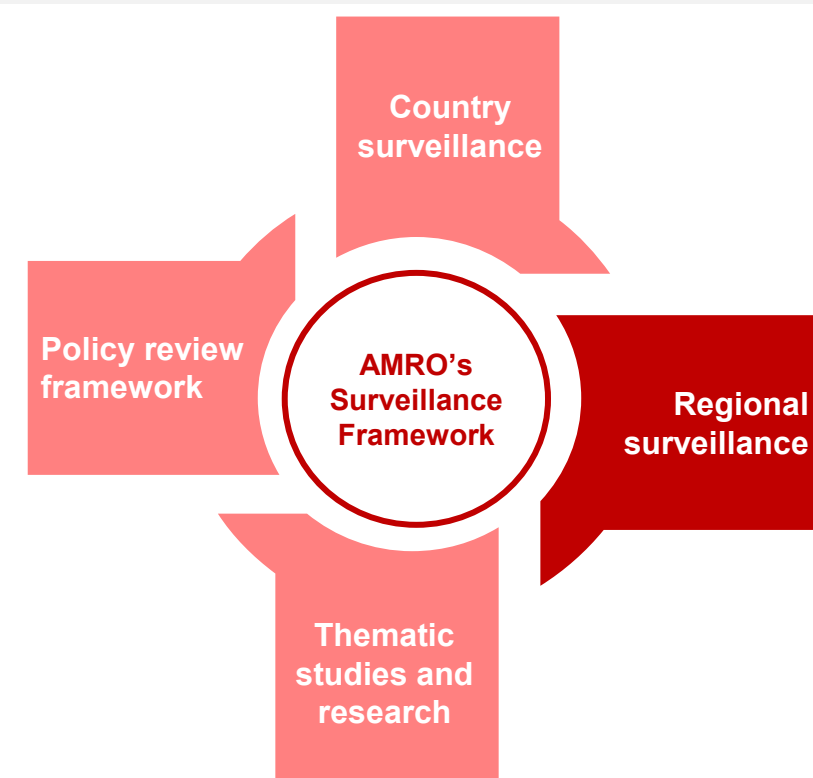 Country
surveillance
Policy review
framework
AMRO’s
Surveillance
Framework
Regional
surveillance
Thematic
studies and
research